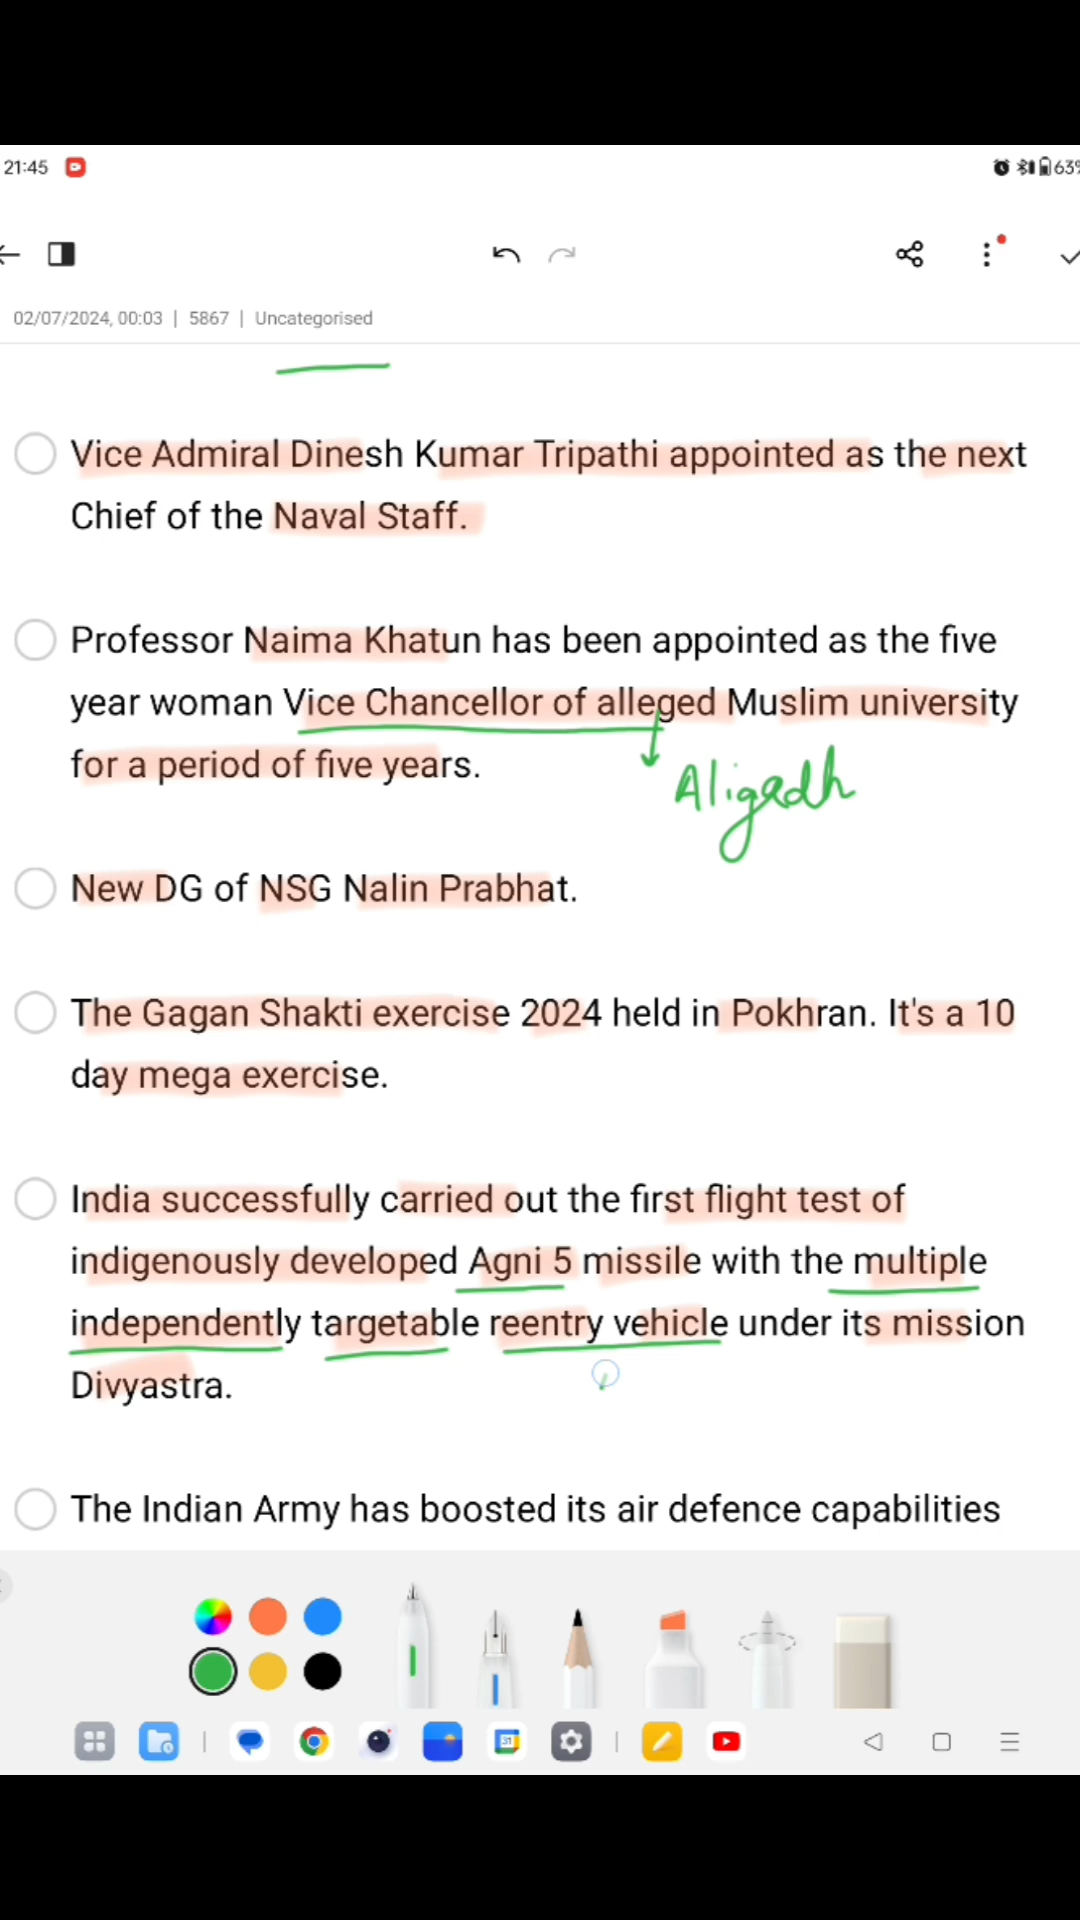 21:45
63%
02/07/2024, 00:03 | 5867 | Uncategorised
Vice Admiral Dinesh Kumar Tripathi appointed as the next
Chief of the Naval Staff.
Professor Naima Khatun has been appointed as the five
year woman Vice Chancellor of alleged Muslim university
for a period of five years.
Aligadh
New DG of NSG Nalin Prabhat.
The Gagan Shakti exercise 2024 held in Pokhran. It's a 10
day mega exercise.
India successfully carried out the first flight test of
indigenously developed Agni 5 missile with the multiple
independently targetable reentry vehicle under its mission
Divyastra.
The Indian Army has boosted its air defence capabilities
31